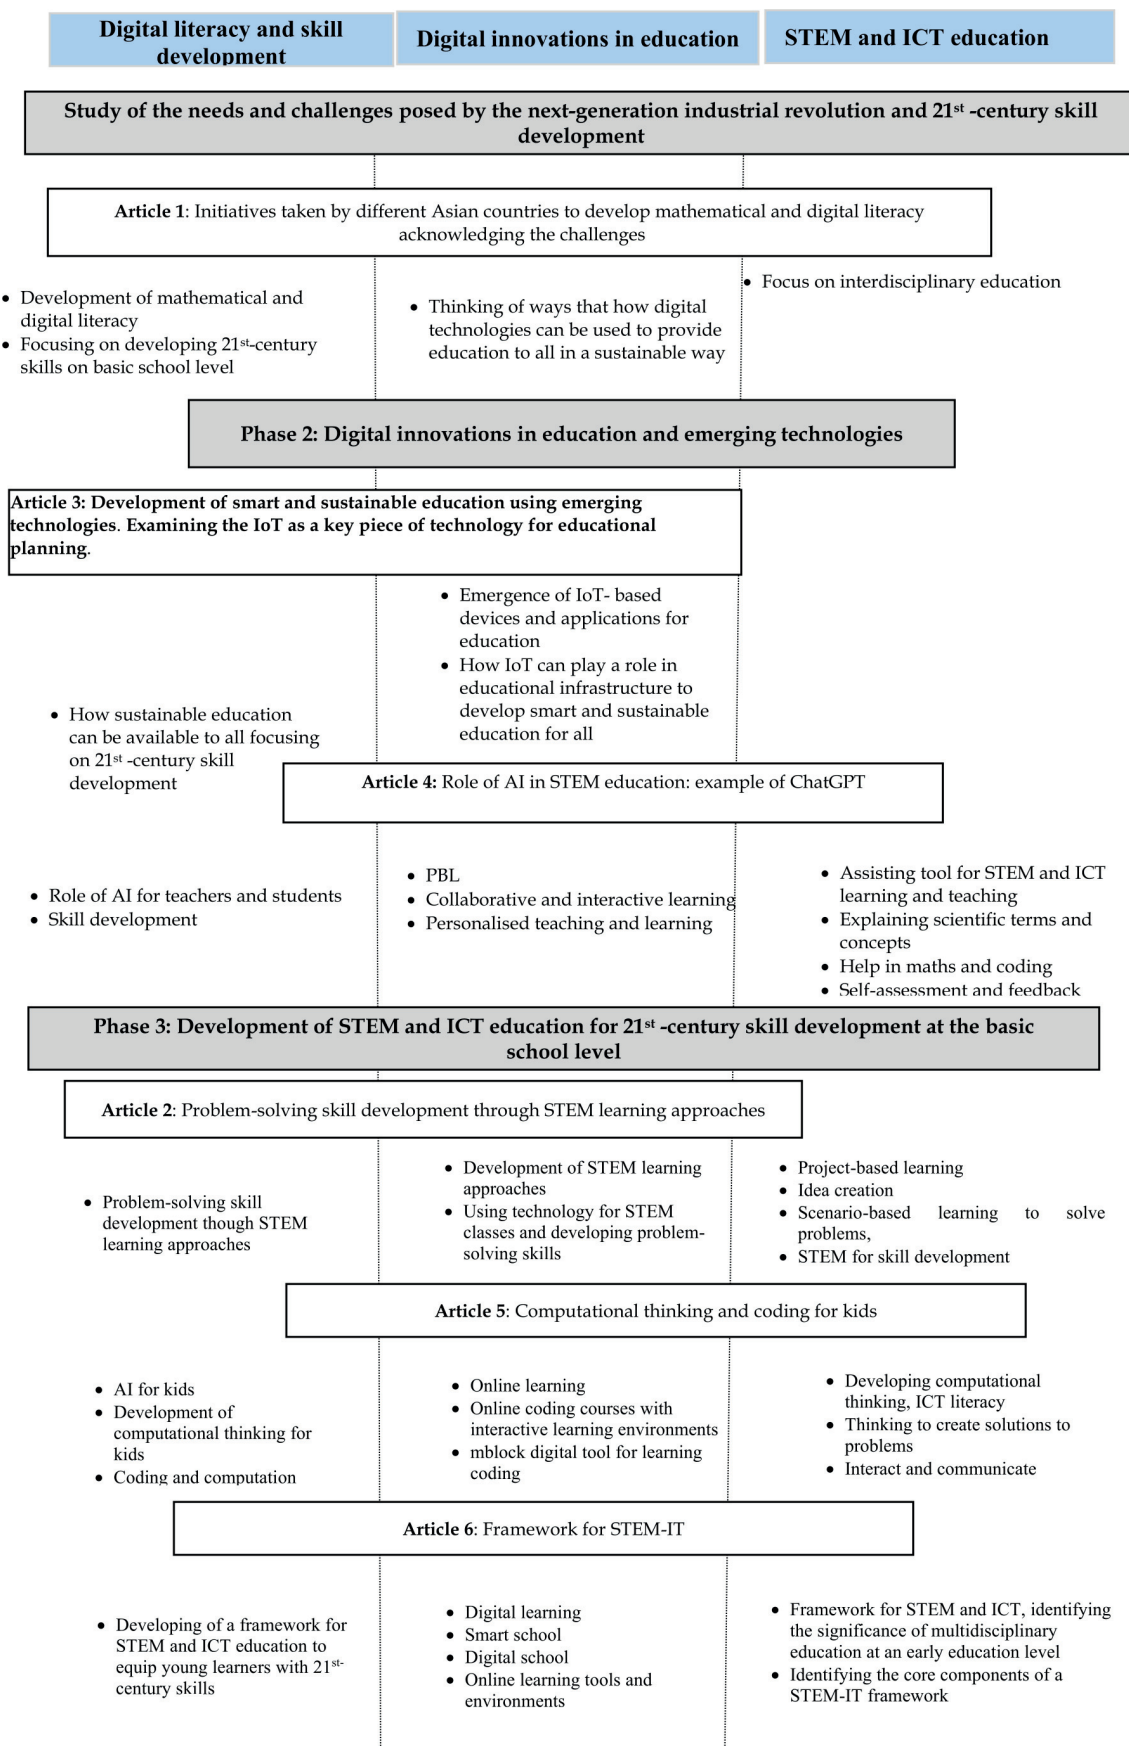 Digital literacy and skill
development
Digital innovations in education
STEM and ICT education
Study of the needs and challenges posed by the next-generation industrial revolution and 21st -century skill
development
Article 1: Initiatives taken by different Asian countries to develop mathematical and digital literacy
acknowledging the challenges
• Development of mathematical and
digital literacy
• Focusing on developing 21st-century
skills on basic school level
• Thinking of ways that how digital
technologies can be used to provide
education to all in a sustainable way
• Focus on interdisciplinary education
Phase 2: Digital innovations in education and emerging technologies
Article 3: Development of smart and sustainable education using emerging
technologies. Examining the IoT as a key piece of technology for educational
planning.
• How sustainable education
can be available to all focusing
on 21st -century skill
development
• Emergence of IoT- based
devices and applications for
education
• How IoT can play a role in
educational infrastructure to
develop smart and sustainable
education for all
Article 4: Role of AI in STEM education: example of ChatGPT
• Role of AI for teachers and students
• Skill development
• PBL
• Collaborative and interactive learning
• Personalised teaching and learning
• Assisting tool for STEM and ICT
learning and teaching
• Explaining scientific terms and
concepts
• Help in maths and coding
• Self-assessment and feedback
Phase 3: Development of STEM and ICT education for 21st -century skill development at the basic
school level
Article 2: Problem-solving skill development through STEM learning approaches
• Problem-solving skill
development though STEM
learning approaches
• Development of STEM learning
approaches
• Using technology for STEM
classes and developing problem-
solving skills
• Project-based learning
• Idea creation
• Scenario-based learning to solve
problems,
• STEM for skill development
Article 5: Computational thinking and coding for kids
• AI for kids
• Development of
computational thinking for
kids
• Coding and computation
• Online learning
• Online coding courses with
interactive learning environments
• mblock digital tool for learning
coding
• Developing computational
thinking, ICT literacy
• Thinking to create solutions to
problems
• Interact and communicate
Article 6: Framework for STEM-IT
• Developing of a framework for
STEM and ICT education to
equip young learners with 21st-
century skills
• Digital learning
• Smart school
• Digital school
• Online learning tools and
environments
• Framework for STEM and ICT, identifying
the significance of multidisciplinary
education at an early education level
• Identifying the core components of a
STEM-IT framework